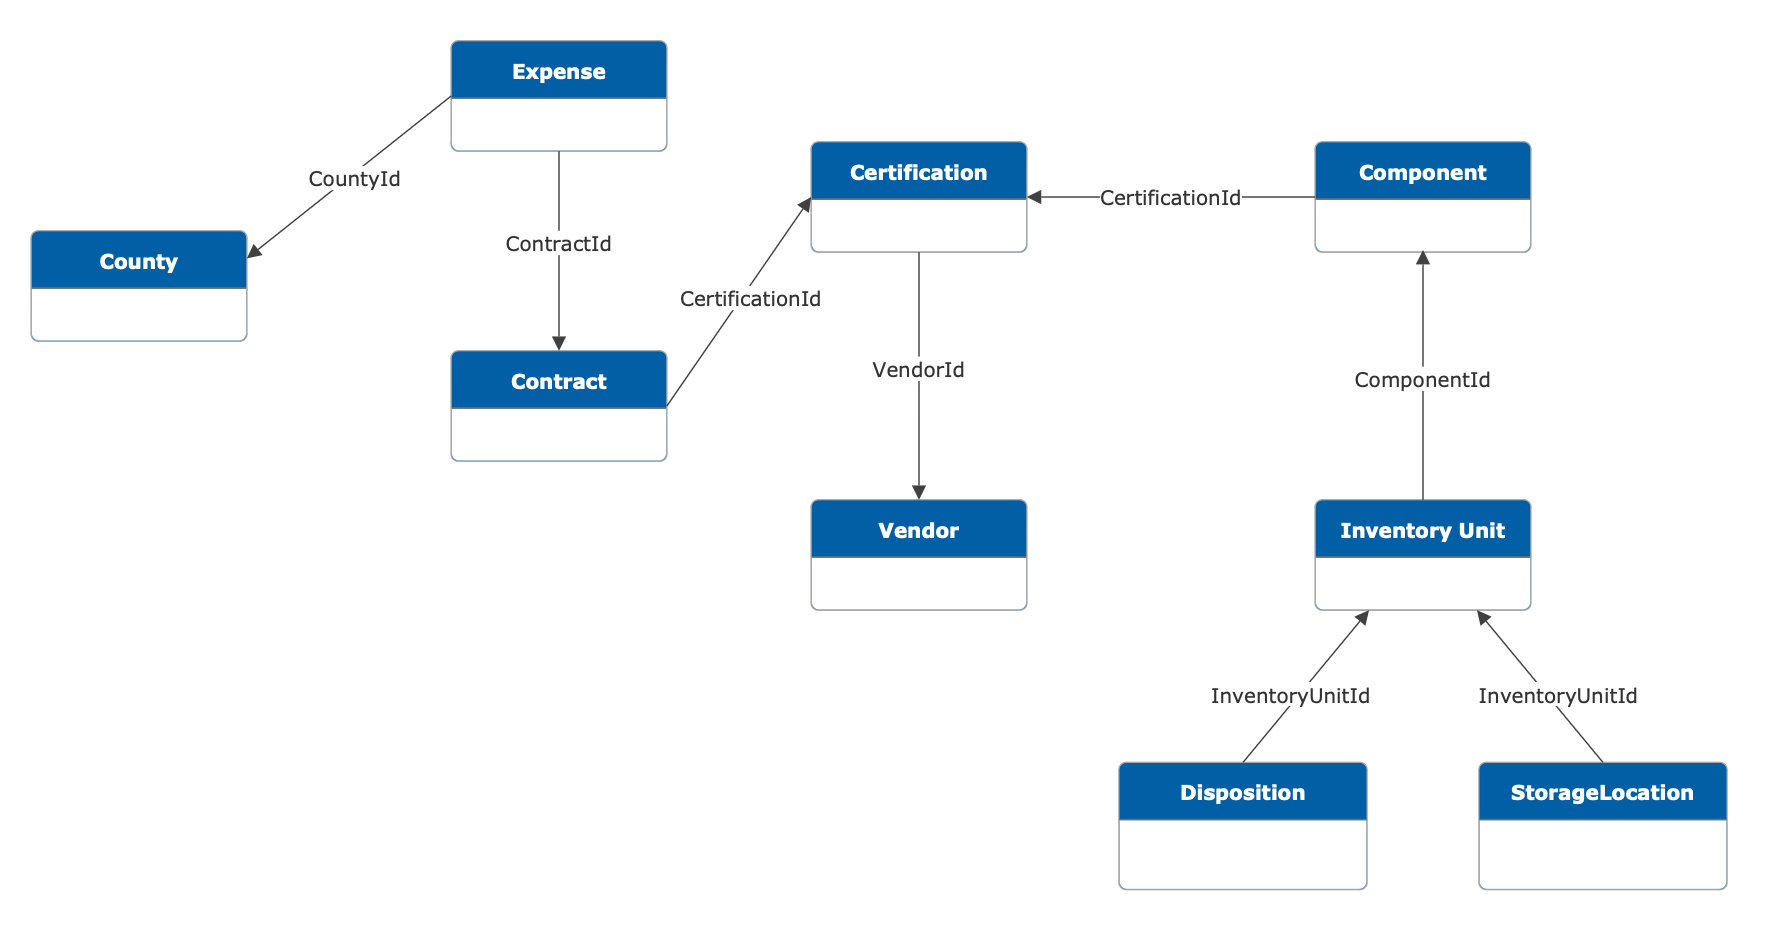 Expense
CountyId
County
ContractId
Contract
CertificationId
Certification
CertificationId
Component
VendorId
ComponentId
Vendor
Inventory Unit
InventoryUnitId
InventoryUnitId
Disposition
StorageLocation